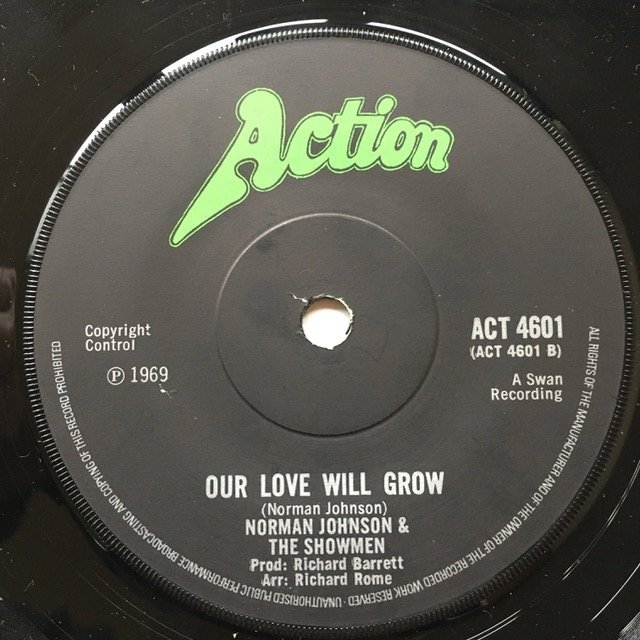 Action
Copyright
Control
℗ 1969
ACT 4601
(ACT 4601 B)
A Swan
Recording
OUR LOVE WILL GROW
(Norman Johnson)
NORMAN JOHNSON &
THE SHOWMEN
Prod: Richard Barrett
Arr: Richard Rome
ALL RIGHTS OF THE MANUFACTURER AND OF THE OWNER OF THE RECORDED WORK RESERVED · UNAUTHORISED PUBLIC PERFORMANCE BROADCASTING AND COPYING OF THIS RECORD PROHIBITED